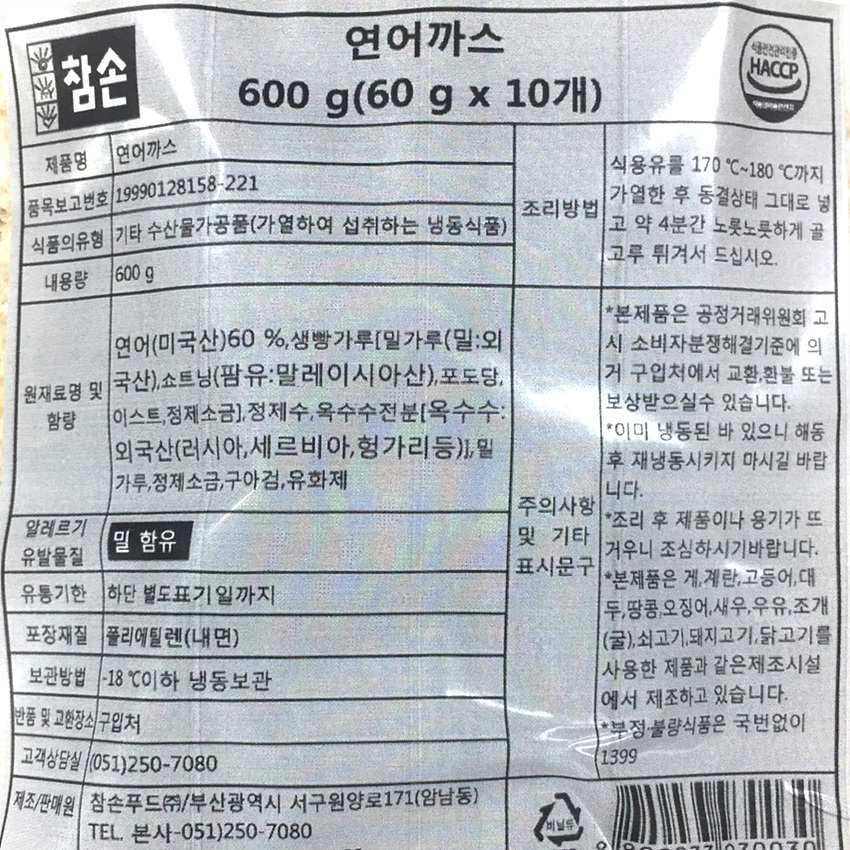 참손
연어까스
600 g(60 g x 10개)
식품안전관리인증
HACCP
제품명
연어까스
품목보고번호
19990128158-221
식품의유형
기타 수산물가공품(가열하여 섭취하는 냉동식품)
내용량
600 g
조리방법
식용유를 170 ℃~180 ℃까지
가열한 후 동결상태 그대로 넣
고 약 4분간 노릇노릇하게 골
고루 튀겨서 드십시오.
원재료명 및
함량
연어(미국산)60 %,생빵가루[밀가루(밀:외
국산),쇼트닝(팜유:말레이시아산),포도당,
이스트,정제소금],정제수,옥수수전분[옥수수:
외국산(러시아,세르비아,헝가리등)],밀
가루,정제소금,구아검,유화제
알레르기
유발물질
밀 함유
유통기한
하단 별도표기일까지
포장재질
폴리에틸렌(내면)
보관방법
-18 ℃이하 냉동보관
반품 및 교환장소
구입처
고객상담실
(051)250-7080
주의사항
및 기타
표시문구
*본제품은 공정거래위원회 고
시 소비자분쟁해결기준에 의
거 구입처에서 교환,환불 또는
보상받으실수 있습니다.
*이미 냉동된 바 있으니 해동
후 재냉동시키지 마시길 바랍
니다.
*조리 후 제품이나 용기가 뜨
거우니 조심하시기바랍니다.
*본제품은 게,계란,고등어,대
두,땅콩,오징어,새우,우유,조개
(굴),쇠고기,돼지고기,닭고기를
사용한 제품과 같은제조시설
에서 제조하고 있습니다.
*부정·불량식품은 국번없이
1399
제조/판매원
참손푸드㈜/부산광역시 서구원양로171(암남동)
TEL. 본사-051)250-7080
비닐류